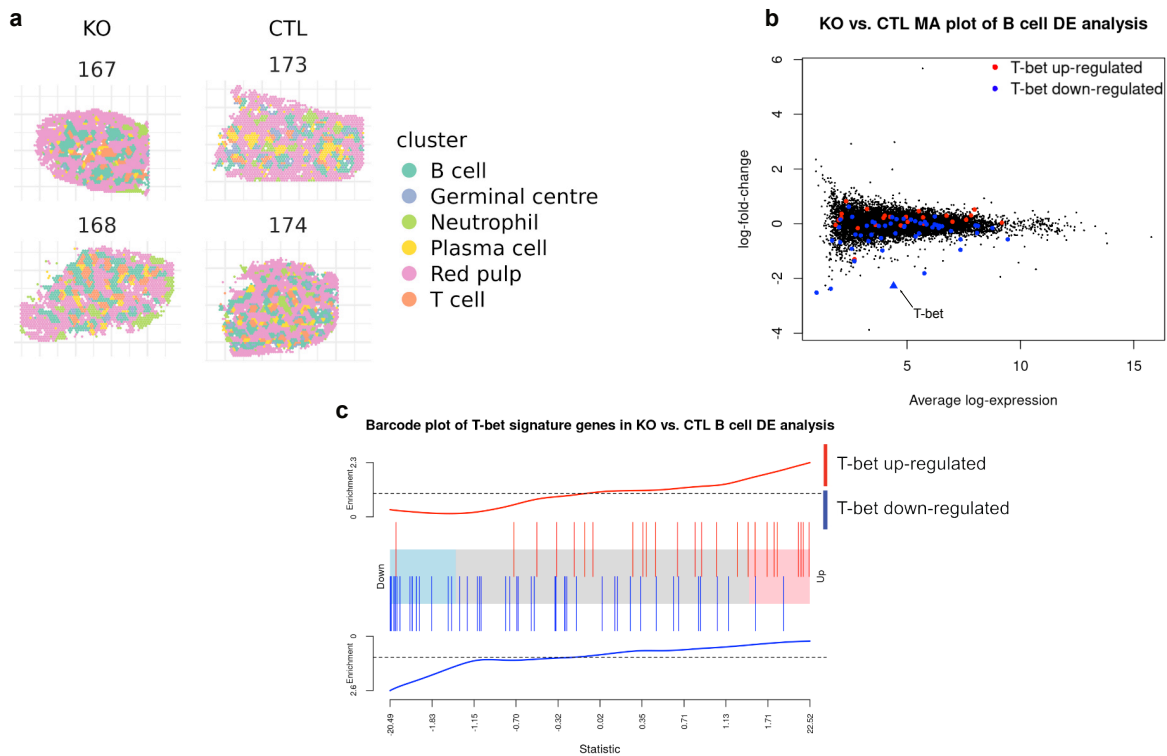 a
KO
CTL
167
173
168
174
cluster
B cell
Germinal centre
Neutrophil
Plasma cell
Red pulp
T cell
b
KO vs. CTL MA plot of B cell DE analysis
T-bet up-regulated
T-bet down-regulated
log-fold-change
6
4
2
0
-2
-4
T-bet
5
10
15
Average log-expression
c
Barcode plot of T-bet signature genes in KO vs. CTL B cell DE analysis
T-bet up-regulated
T-bet down-regulated
Enrichment
2.3
0
Down
Up
Enrichment
0
2.6
-20.49
-1.83
-1.15
-0.70
-0.32
0.02
0.35
0.71
1.13
1.71
22.52
Statistic